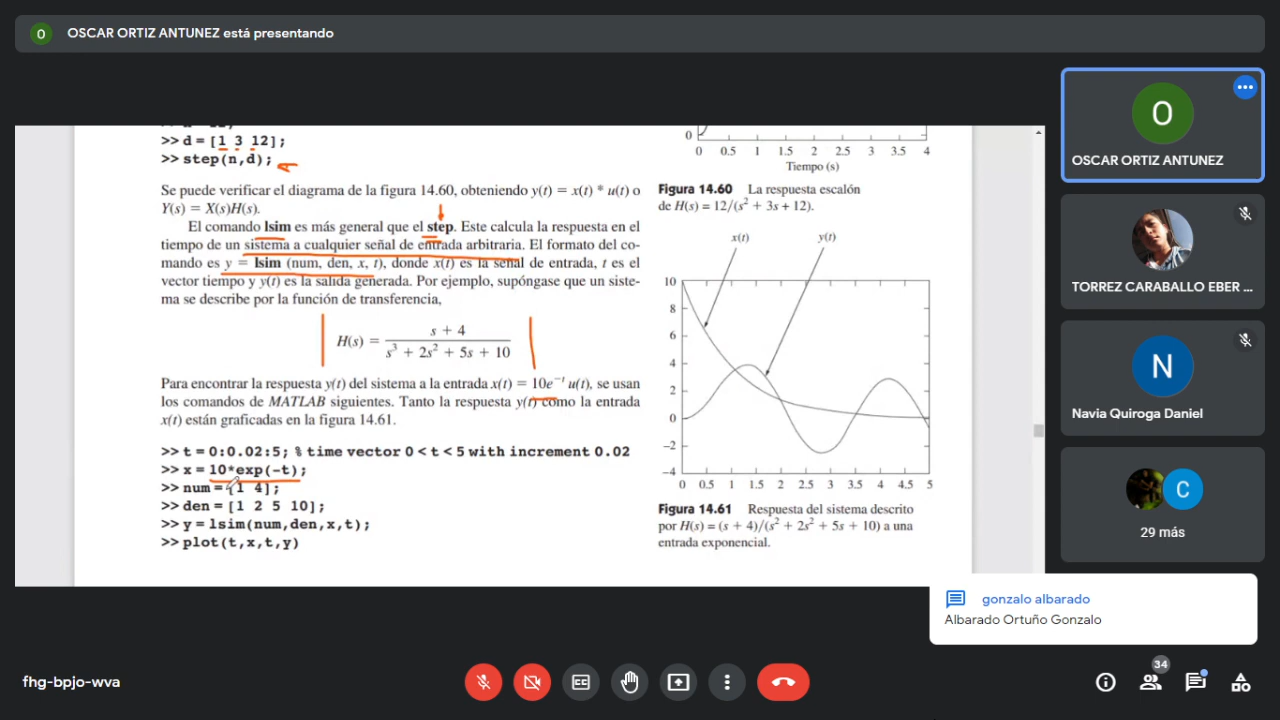 O
OSCAR ORTIZ ANTUNEZ está presentando
>> d = [1 3 12];
>> step(n,d);
Se puede verificar el diagrama de la figura 14.60, obteniendo y(t) = x(t) * u(t) o
Y(s) = X(s)H(s).
El comando lsim es más general que el step. Este calcula la respuesta en el
tiempo de un sistema a cualquier señal de entrada arbitraria. El formato del co-
mando es y = lsim (num, den, x, t), donde x(t) es la señal de entrada, t es el
vector tiempo y y(t) es la salida generada. Por ejemplo, supóngase que un siste-
ma se describe por la función de transferencia,
H(s) = (s + 4)/(s³ + 2s² + 5s + 10)
Para encontrar la respuesta y(t) del sistema a la entrada x(t) = 10e⁻ᵗ u(t), se usan
los comandos de MATLAB siguientes. Tanto la respuesta y(t) como la entrada
x(t) están graficadas en la figura 14.61.
>> t = 0:0.02:5; % time vector 0 < t < 5 with increment 0.02
>> x = 10*exp(-t);
>> num = [1 4];
>> den = [1 2 5 10];
>> y = lsim(num,den,x,t);
>> plot(t,x,t,y)
0
0 0.5 1 1.5 2 2.5 3 3.5 4
Tiempo (s)
Figura 14.60 La respuesta escalón
de H(s) = 12/(s² + 3s + 12).
x(t) y(t)
10
8
6
4
2
0
−2
−4
0 0.5 1 1.5 2 2.5 3 3.5 4 4.5 5
Figura 14.61 Respuesta del sistema descrito
por H(s) = (s + 4)/(s² + 2s² + 5s + 10) a una
entrada exponencial.
O
OSCAR ORTIZ ANTUNEZ
TORREZ CARABALLO EBER ...
N
Navia Quiroga Daniel
C
29 más
gonzalo albarado
Albarado Ortuño Gonzalo
fhg-bpjo-wva
CC
34